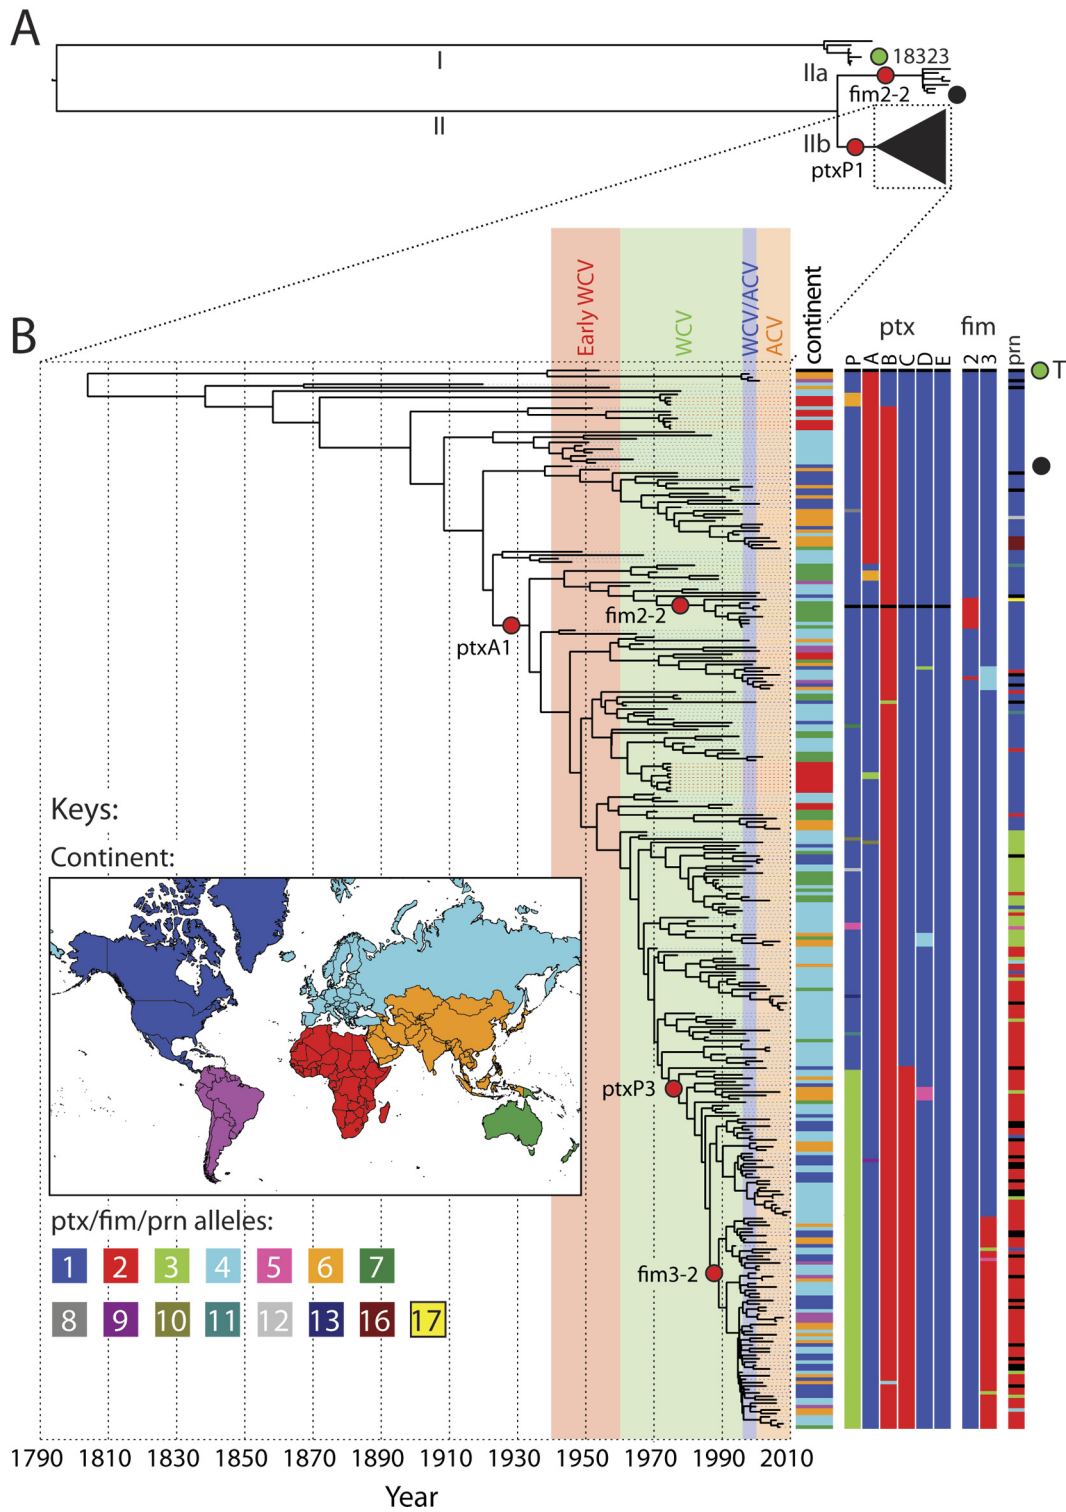 A
I
18323
IIa
fim2-2
II
IIb
ptxP1
B
Early WCV
WCV
WCV/ACV
ACV
continent
ptx
fim
P A B C D E 2 3 prn
T
fim2-2
ptxA1
Keys:
Continent:
ptxP3
ptx/fim/prn alleles:
1 2 3 4 5 6 7
fim3-2
8 9 10 11 12 13 16 17
1790 1810 1830 1850 1870 1890 1910 1930 1950 1970 1990 2010
Year